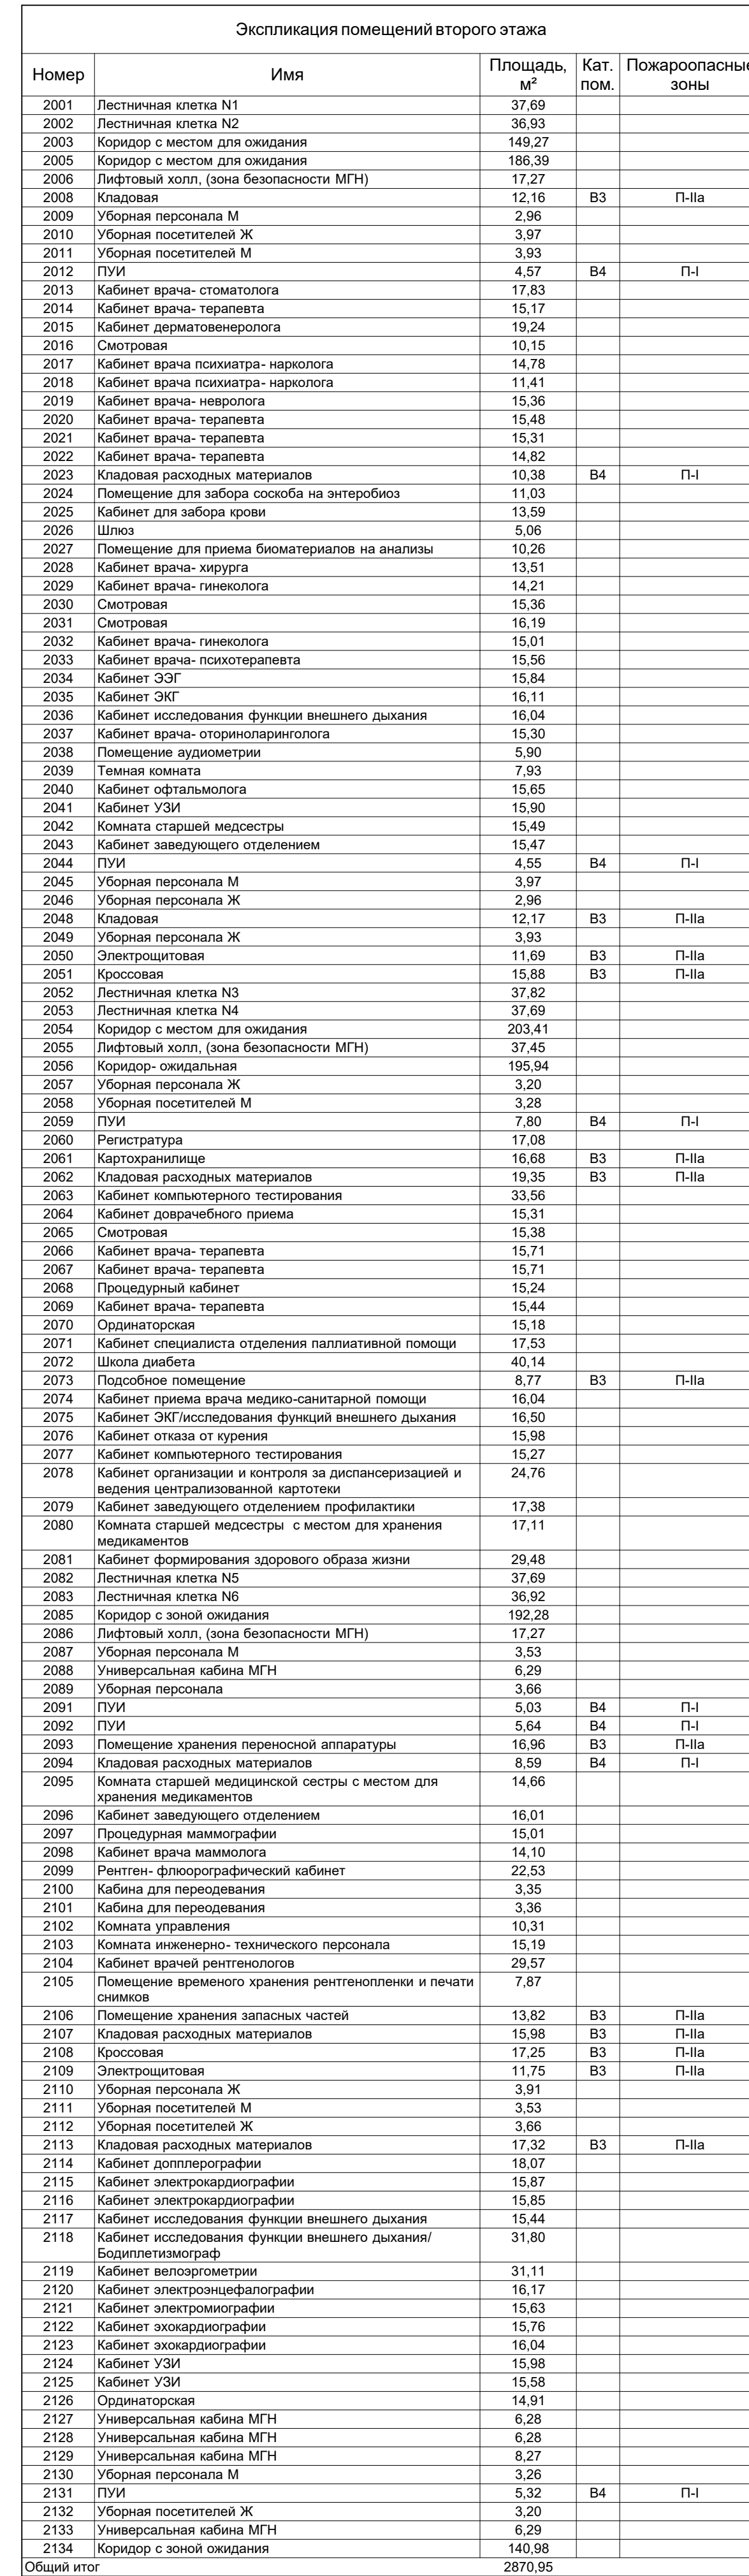 Экспликация помещений второго этажа
Номер Имя Площадь, м² Кат. пом. Пожароопасные зоны
2001 Лестничная клетка N1 37,69
2002 Лестничная клетка N2 36,93
2003 Коридор с местом для ожидания 149,27
2005 Коридор с местом для ожидания 186,39
2006 Лифтовый холл, (зона безопасности МГН) 17,27
2008 Кладовая 12,16 В3 П-IIа
2009 Уборная персонала М 2,96
2010 Уборная посетителей Ж 3,97
2011 Уборная посетителей М 3,93
2012 ПУИ 4,57 В4 П-I
2013 Кабинет врача- стоматолога 17,83
2014 Кабинет врача- терапевта 15,17
2015 Кабинет дерматовенеролога 19,24
2016 Смотровая 10,15
2017 Кабинет врача психиатра- нарколога 14,78
2018 Кабинет врача психиатра- нарколога 11,41
2019 Кабинет врача- невролога 15,36
2020 Кабинет врача- терапевта 15,48
2021 Кабинет врача- терапевта 15,31
2022 Кабинет врача- терапевта 14,82
2023 Кладовая расходных материалов 10,38 В4 П-I
2024 Помещение для забора соскоба на энтеробиоз 11,03
2025 Кабинет для забора крови 13,59
2026 Шлюз 5,06
2027 Помещение для приема биоматериалов на анализы 10,26
2028 Кабинет врача- хирурга 13,51
2029 Кабинет врача- гинеколога 14,21
2030 Смотровая 15,36
2031 Смотровая 16,19
2032 Кабинет врача- гинеколога 15,01
2033 Кабинет врача- психотерапевта 15,56
2034 Кабинет ЭЭГ 15,84
2035 Кабинет ЭКГ 16,11
2036 Кабинет исследования функции внешнего дыхания 16,04
2037 Кабинет врача- оториноларинголога 15,30
2038 Помещение аудиометрии 5,90
2039 Темная комната 7,93
2040 Кабинет офтальмолога 15,65
2041 Кабинет УЗИ 15,90
2042 Комната старшей медсестры 15,49
2043 Кабинет заведующего отделением 15,47
2044 ПУИ 4,55 В4 П-I
2045 Уборная персонала М 3,97
2046 Уборная персонала Ж 2,96
2048 Кладовая 12,17 В3 П-IIа
2049 Уборная персонала Ж 3,93
2050 Электрощитовая 11,69 В3 П-IIа
2051 Кроссовая 15,88 В3 П-IIа
2052 Лестничная клетка N3 37,82
2053 Лестничная клетка N4 37,69
2054 Коридор с местом для ожидания 203,41
2055 Лифтовый холл, (зона безопасности МГН) 37,45
2056 Коридор- ожидальная 195,94
2057 Уборная персонала Ж 3,20
2058 Уборная посетителей М 3,28
2059 ПУИ 7,80 В4 П-I
2060 Регистратура 17,08
2061 Картохранилище 16,68 В3 П-IIа
2062 Кладовая расходных материалов 19,35 В3 П-IIа
2063 Кабинет компьютерного тестирования 33,56
2064 Кабинет доврачебного приема 15,31
2065 Смотровая 15,38
2066 Кабинет врача- терапевта 15,71
2067 Кабинет врача- терапевта 15,71
2068 Процедурный кабинет 15,24
2069 Кабинет врача- терапевта 15,44
2070 Ординаторская 15,18
2071 Кабинет специалиста отделения паллиативной помощи 17,53
2072 Школа диабета 40,14
2073 Подсобное помещение 8,77 В3 П-IIа
2074 Кабинет приема врача медико-санитарной помощи 16,04
2075 Кабинет ЭКГ/исследования функций внешнего дыхания 16,50
2076 Кабинет отказа от курения 15,98
2077 Кабинет компьютерного тестирования 15,27
2078 Кабинет организации и контроля за диспансеризацией и 24,76
ведения централизованной картотеки
2079 Кабинет заведующего отделением профилактики 17,38
2080 Комната старшей медсестры с местом для хранения 17,11
медикаментов
2081 Кабинет формирования здорового образа жизни 29,48
2082 Лестничная клетка N5 37,69
2083 Лестничная клетка N6 36,92
2085 Коридор с зоной ожидания 192,28
2086 Лифтовый холл, (зона безопасности МГН) 17,27
2087 Уборная персонала М 3,53
2088 Универсальная кабина МГН 6,29
2089 Уборная персонала 3,66
2091 ПУИ 5,03 В4 П-I
2092 ПУИ 5,64 В4 П-I
2093 Помещение хранения переносной аппаратуры 16,96 В3 П-IIа
2094 Кладовая расходных материалов 8,59 В4 П-I
2095 Комната старшей медицинской сестры с местом для 14,66
хранения медикаментов
2096 Кабинет заведующего отделением 16,01
2097 Процедурная маммографии 15,01
2098 Кабинет врача маммолога 14,10
2099 Рентген- флюорографический кабинет 22,53
2100 Кабина для переодевания 3,35
2101 Кабина для переодевания 3,36
2102 Комната управления 10,31
2103 Комната инженерно- технического персонала 15,19
2104 Кабинет врачей рентгенологов 29,57
2105 Помещение временого хранения рентгенопленки и печати 7,87
снимков
2106 Помещение хранения запасных частей 13,82 В3 П-IIа
2107 Кладовая расходных материалов 15,98 В3 П-IIа
2108 Кроссовая 17,25 В3 П-IIа
2109 Электрощитовая 11,75 В3 П-IIа
2110 Уборная персонала Ж 3,91
2111 Уборная посетителей М 3,53
2112 Уборная посетителей Ж 3,66
2113 Кладовая расходных материалов 17,32 В3 П-IIа
2114 Кабинет допплерографии 18,07
2115 Кабинет электрокардиографии 15,87
2116 Кабинет электрокардиографии 15,85
2117 Кабинет исследования функции внешнего дыхания 15,44
2118 Кабинет исследования функции внешнего дыхания/ 31,80
Бодиплетизмограф
2119 Кабинет велоэргометрии 31,11
2120 Кабинет электроэнцефалографии 16,17
2121 Кабинет электромиографии 15,63
2122 Кабинет эхокардиографии 15,76
2123 Кабинет эхокардиографии 16,04
2124 Кабинет УЗИ 15,98
2125 Кабинет УЗИ 15,58
2126 Ординаторская 14,91
2127 Универсальная кабина МГН 6,28
2128 Универсальная кабина МГН 6,28
2129 Универсальная кабина МГН 8,27
2130 Уборная персонала М 3,26
2131 ПУИ 5,32 В4 П-I
2132 Уборная посетителей Ж 3,20
2133 Универсальная кабина МГН 6,29
2134 Коридор с зоной ожидания 140,98
Общий итог 2870,95